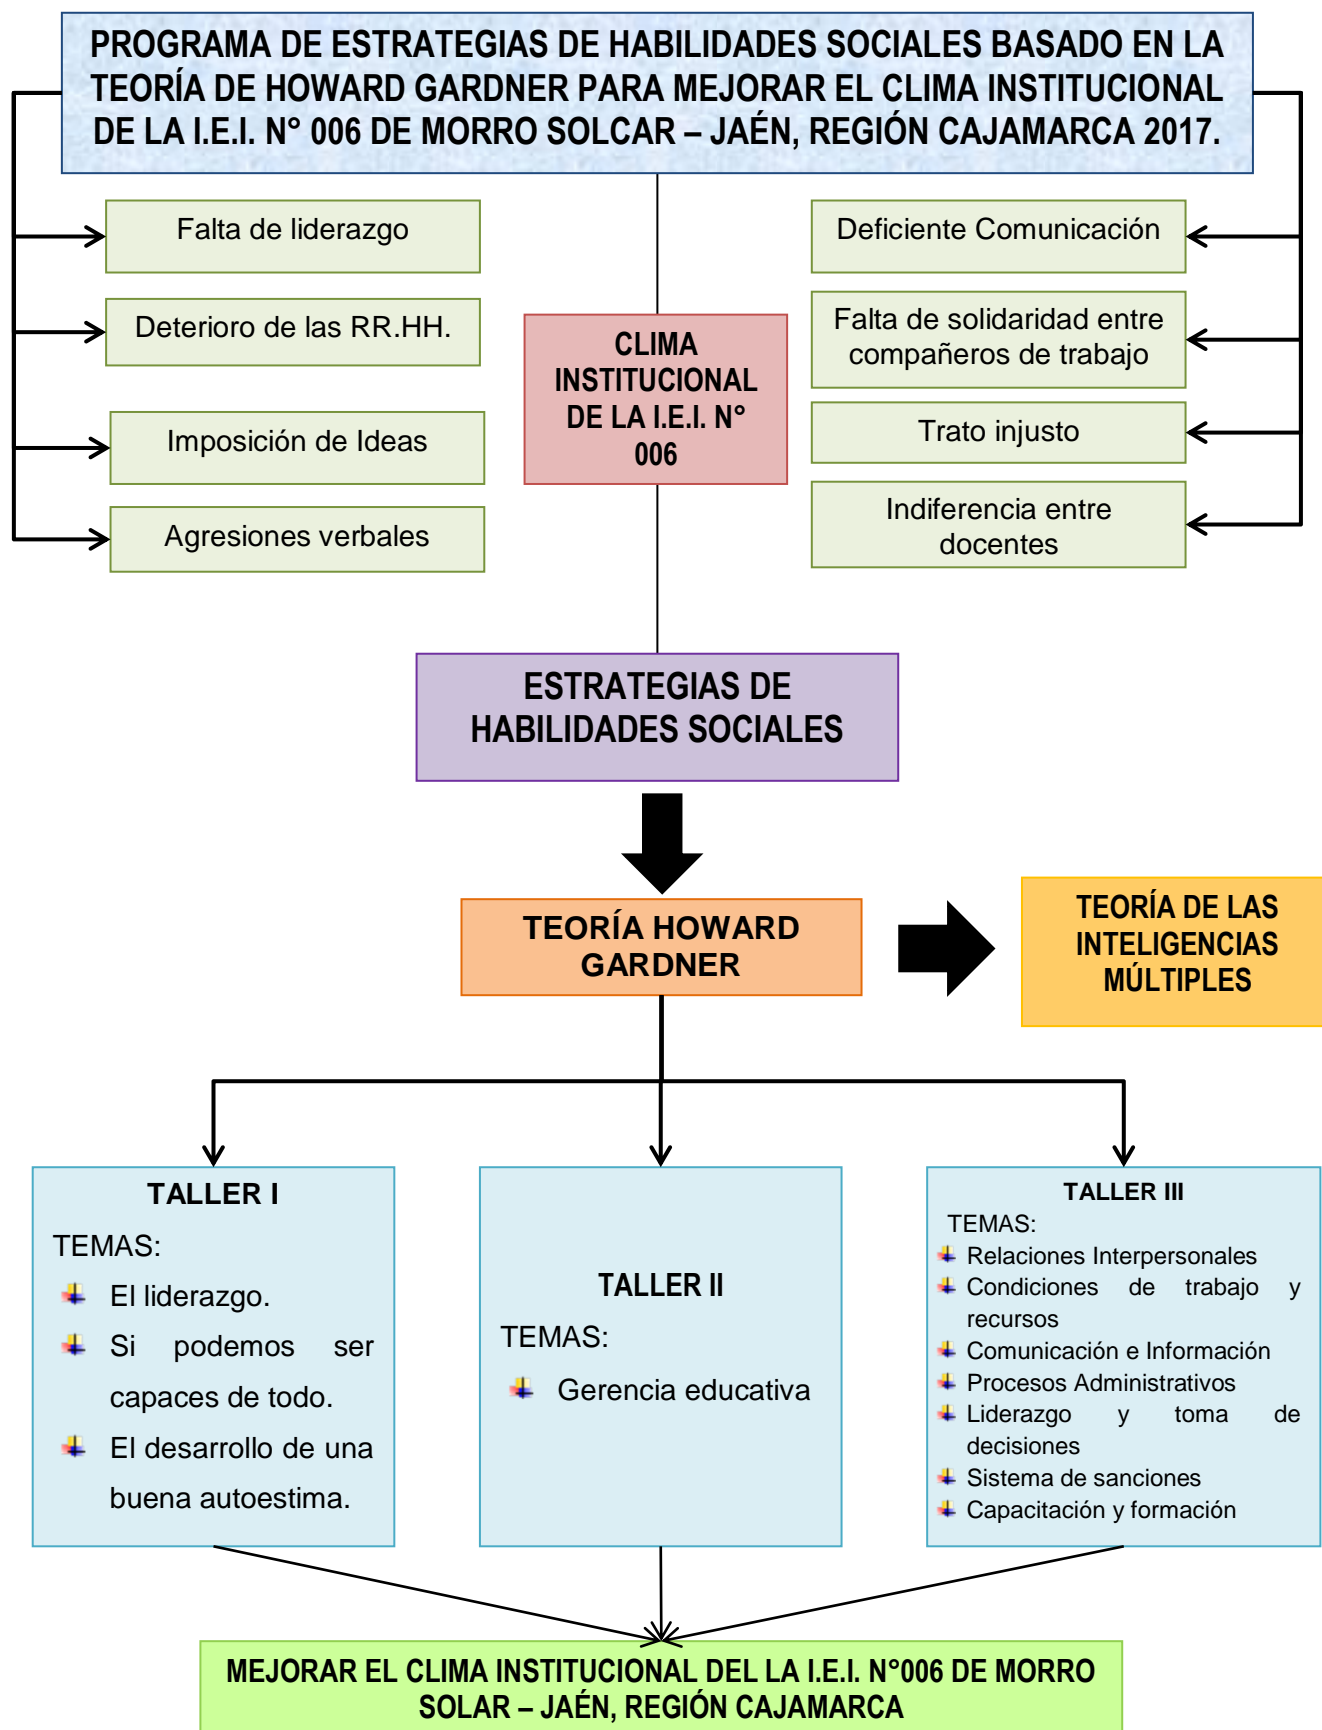 PROGRAMA DE ESTRATEGIAS DE HABILIDADES SOCIALES BASADO EN LA
TEORÍA DE HOWARD GARDNER PARA MEJORAR EL CLIMA INSTITUCIONAL
DE LA I.E.I. N° 006 DE MORRO SOLCAR – JAÉN, REGIÓN CAJAMARCA 2017.
Falta de liderazgo
Deterioro de las RR.HH.
Imposición de Ideas
Agresiones verbales
CLIMA
INSTITUCIONAL
DE LA I.E.I. N°
006
Deficiente Comunicación
Falta de solidaridad entre
compañeros de trabajo
Trato injusto
Indiferencia entre
docentes
ESTRATEGIAS DE
HABILIDADES SOCIALES
TEORÍA HOWARD
GARDNER
TEORÍA DE LAS
INTELIGENCIAS
MÚLTIPLES
TALLER I
TEMAS:
El liderazgo.
Si podemos ser
capaces de todo.
El desarrollo de una
buena autoestima.
TALLER II
TEMAS:
Gerencia educativa
TALLER III
TEMAS:
Relaciones Interpersonales
Condiciones de trabajo y
recursos
Comunicación e Información
Procesos Administrativos
Liderazgo y toma de
decisiones
Sistema de sanciones
Capacitación y formación
MEJORAR EL CLIMA INSTITUCIONAL DEL LA I.E.I. N°006 DE MORRO
SOLAR – JAÉN, REGIÓN CAJAMARCA